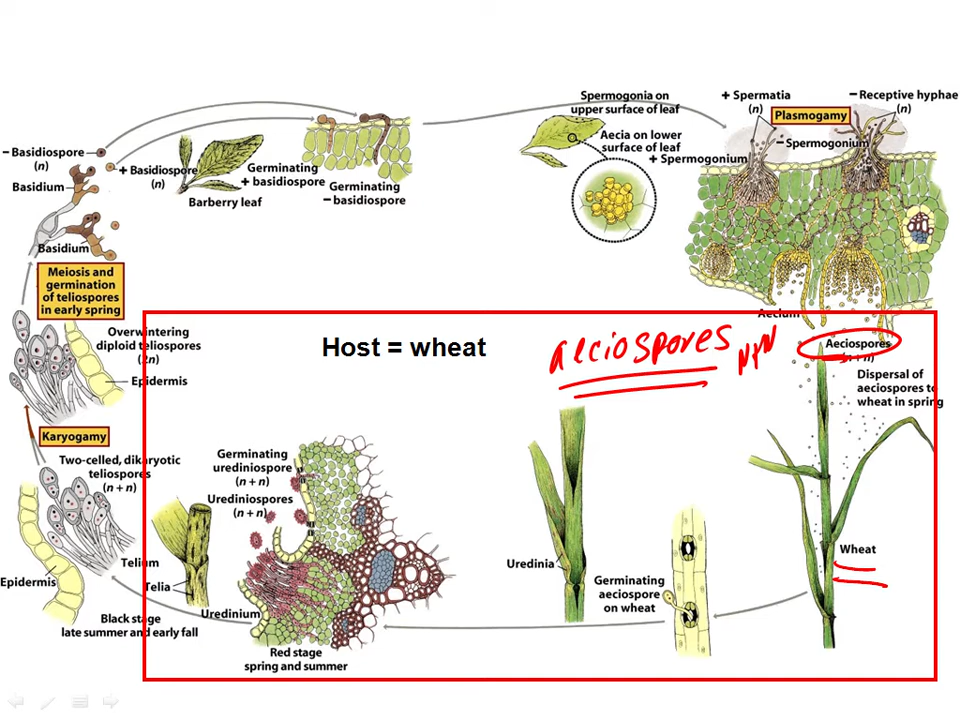 Spermogonia on
upper surface of leaf
+ Spermatia
(n)
− Receptive hyphae
(n)
Plasmogamy
Aecia on lower
surface of leaf
+ Spermogonium
− Spermogonium
− Basidiospore
(n)
Basidium
+ Basidiospore
(n)
Barberry leaf
Germinating
+ basidiospore
Germinating
− basidiospore
Basidium
Meiosis and
germination
of teliospores
in early spring
Aecium
Overwintering
diploid teliospores
(2n)
Epidermis
Host = wheat
aeciospores
n+n
Aeciospores
(n + n)
Dispersal of
aeciospores to
wheat in spring
Karyogamy
Two-celled, dikaryotic
teliospores
(n + n)
Germinating
urediniospore
(n + n)
Urediniospores
(n + n)
Telium
Telia
Epidermis
Uredinium
Black stage
late summer and early fall
Red stage
spring and summer
Uredinia
Germinating
aeciospore
on wheat
Wheat